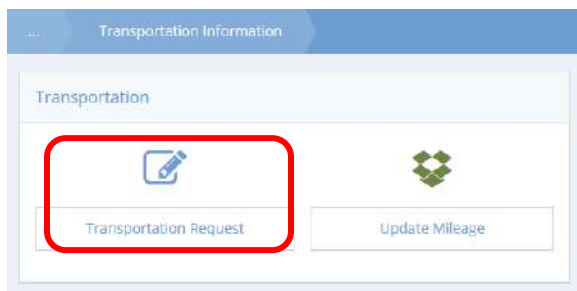 ... Transportation Information
Transportation
Transportation Request Update Mileage